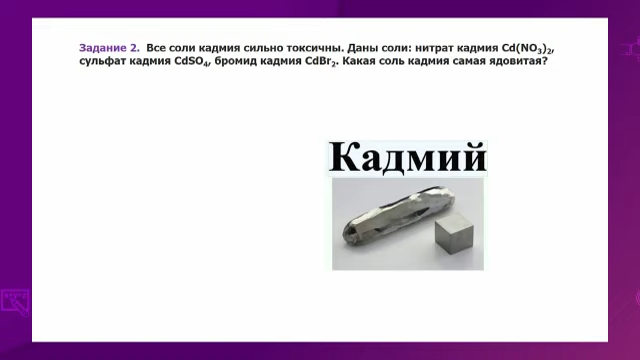 Задание 2. Все соли кадмия сильно токсичны. Даны соли: нитрат кадмия Cd(NO₃)₂,
сульфат кадмия CdSO₄, бромид кадмия CdBr₂. Какая соль кадмия самая ядовитая?
Кадмий